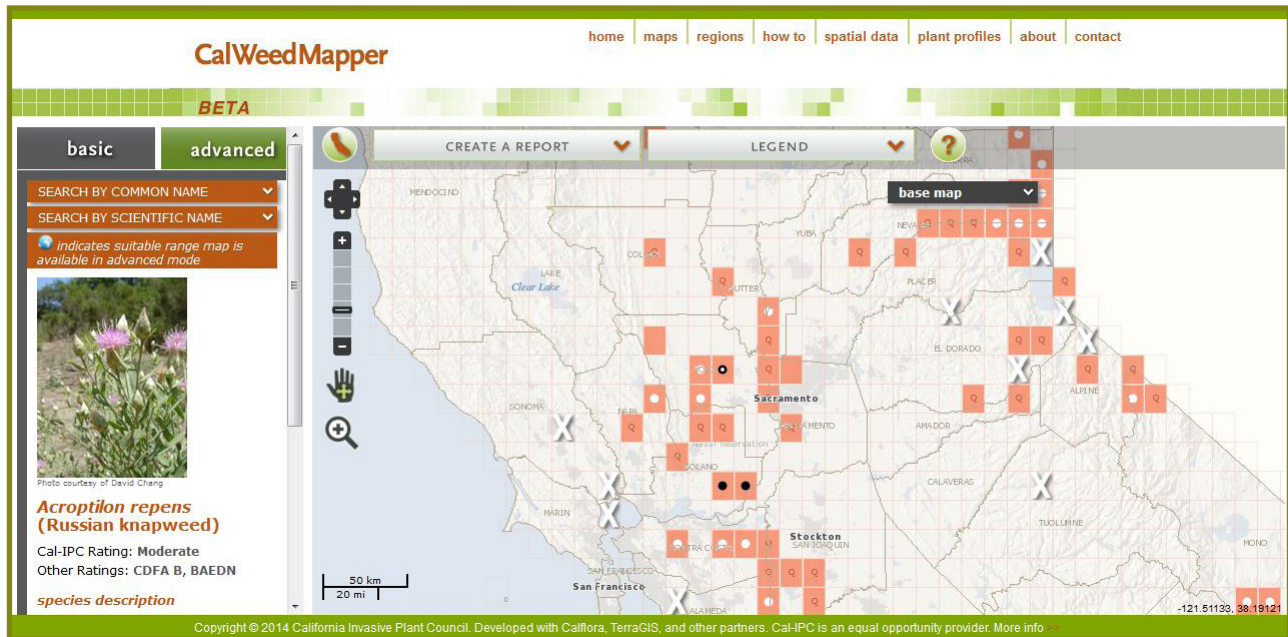 home maps regions how to spatial data plant profiles about contact
CalWeedMapper
BETA
basic advanced
SEARCH BY COMMON NAME
SEARCH BY SCIENTIFIC NAME
indicates suitable range map is
available in advanced mode
Photo courtesy of David Chang
Acroptilon repens
(Russian knapweed)
Cal-IPC Rating: Moderate
Other Ratings: CDFA B, BAEDN
species description
CREATE A REPORT
LEGEND
?
base map
MENDOCINO
YUBA
LAKE
Clear Lake
SUTTER
PLACER
EL DORADO
ALPINE
SONOMA
NAPA
Sacramento
AMADOR
SOLANO
CALAVERAS
MARIN
TUOLUMNE
Stockton
SAN JOAQUIN
MONO
SAN FRANCISCO
San Francisco
ALAMEDA
50 km
20 mi
-121.51133, 38.19121
Copyright © 2014 California Invasive Plant Council. Developed with Calflora, TerraGIS, and other partners. Cal-IPC is an equal opportunity provider. More info >>